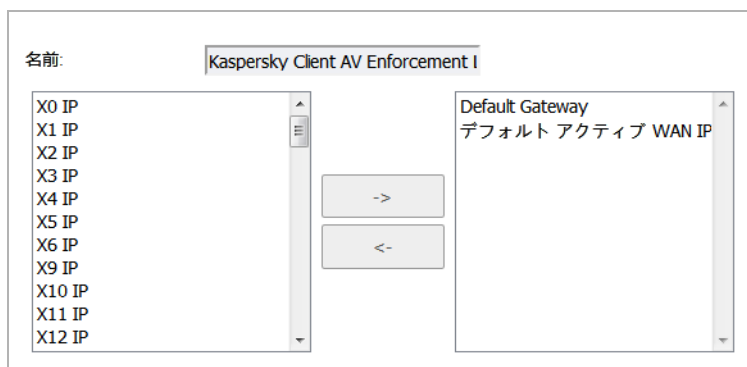 名前:
Kaspersky Client AV Enforcement
X0 IP
X1 IP
X2 IP
X3 IP
X4 IP
X5 IP
X6 IP
X9 IP
X10 IP
X11 IP
X12 IP
->
<-
Default Gateway
デフォルト アクティブ WAN IP